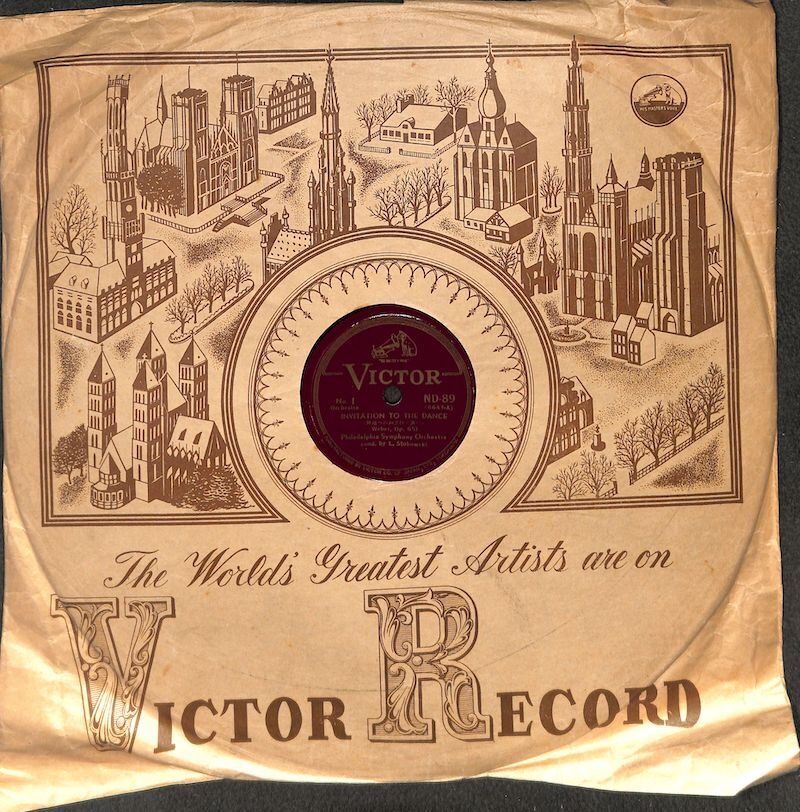 HIS MASTER'S VOICE
VICTOR
No. 1
ND-89
Orchestra
INVITATION TO THE DANCE
Weber, Op. 65)
Philadelphia Symphony Orchestra
cond. by L. Stokowski
The Worlds' Greatest Artists are on
VICTOR RECORD